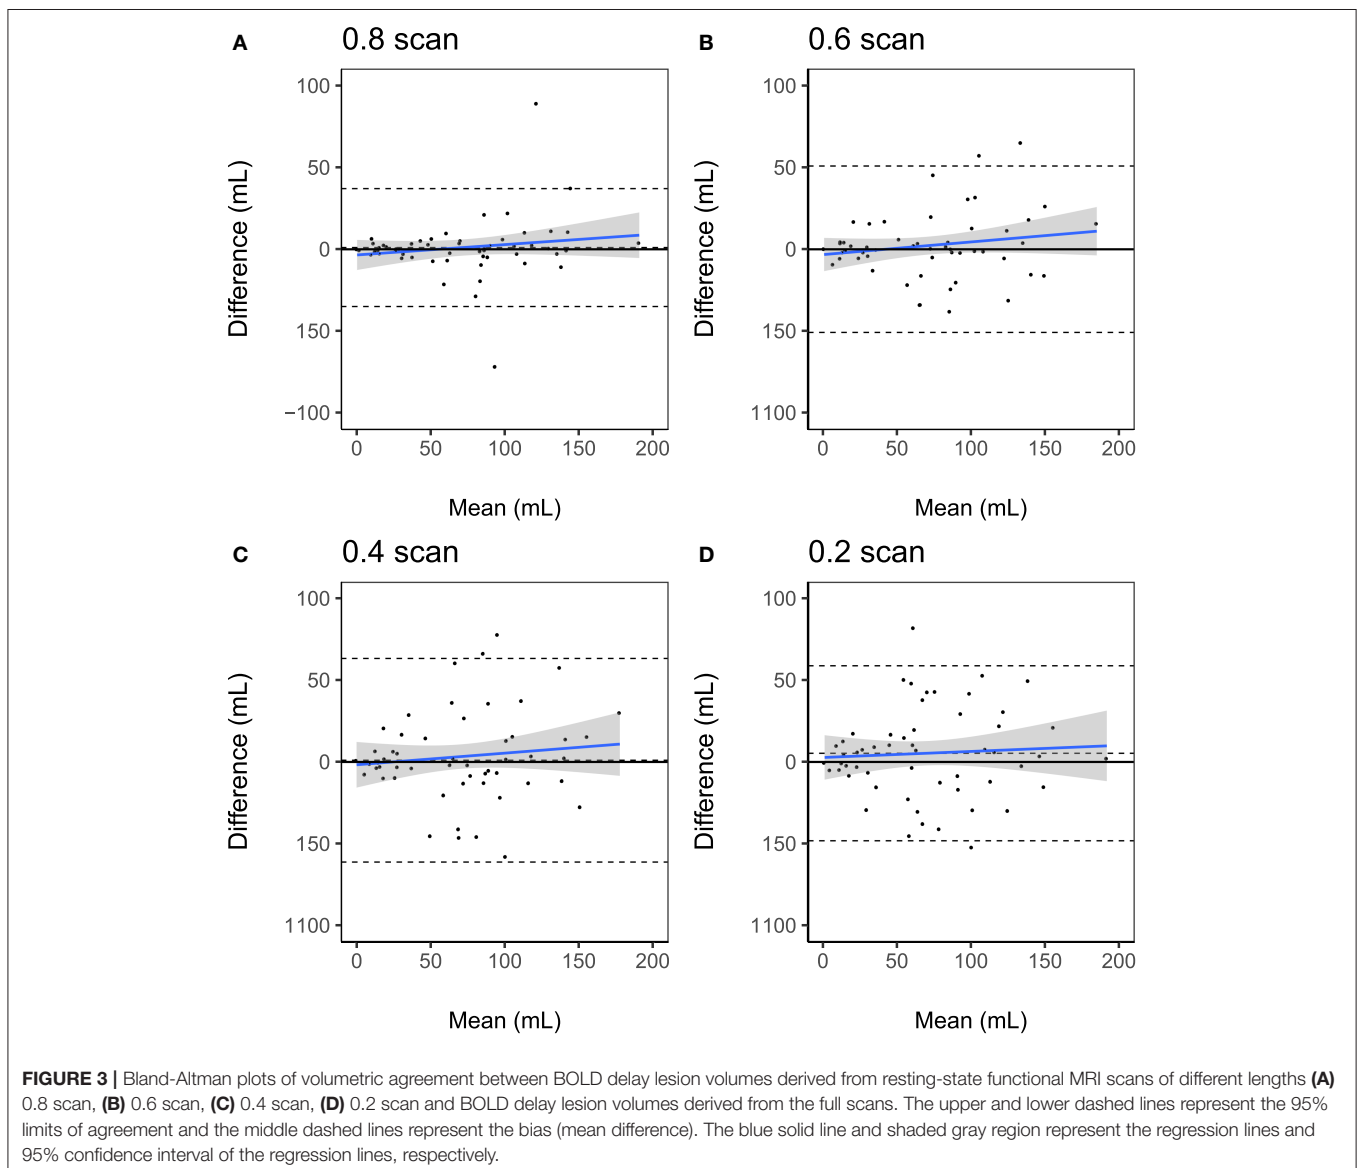 A 0.8 scan
100
50
0
150
−100
Difference (mL)
0 50 100 150 200
Mean (mL)
B 0.6 scan
100
50
0
150
1100
Difference (mL)
0 50 100 150 200
Mean (mL)
C 0.4 scan
100
50
0
150
1100
Difference (mL)
0 50 100 150 200
Mean (mL)
D 0.2 scan
100
50
0
150
1100
Difference (mL)
0 50 100 150 200
Mean (mL)
FIGURE 3 | Bland-Altman plots of volumetric agreement between BOLD delay lesion volumes derived from resting-state functional MRI scans of different lengths (A)
0.8 scan, (B) 0.6 scan, (C) 0.4 scan, (D) 0.2 scan and BOLD delay lesion volumes derived from the full scans. The upper and lower dashed lines represent the 95%
limits of agreement and the middle dashed lines represent the bias (mean difference). The blue solid line and shaded gray region represent the regression lines and
95% confidence interval of the regression lines, respectively.